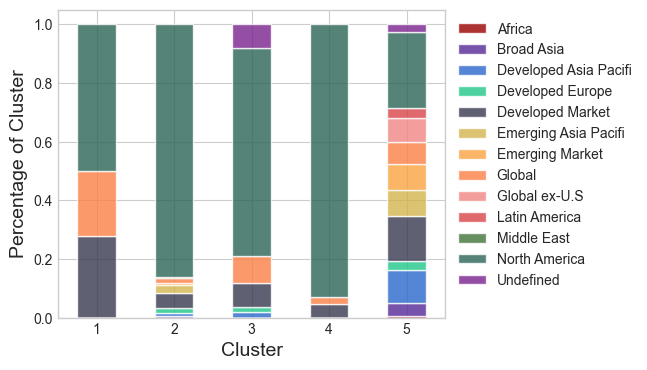 1.0
0.8
0.6
0.4
0.2
0.0
Percentage of Cluster
1 2 3 4 5
Cluster
Africa
Broad Asia
Developed Asia Pacifi
Developed Europe
Developed Market
Emerging Asia Pacifi
Emerging Market
Global
Global ex-U.S
Latin America
Middle East
North America
Undefined